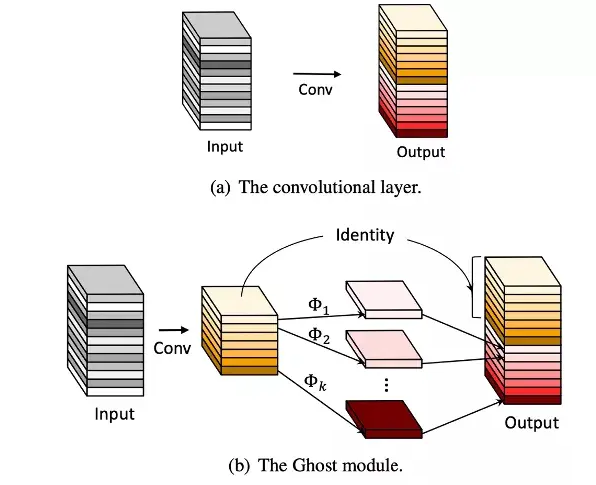 Conv
Input
Output
(a) The convolutional layer.
Identity
Φ1
Φ2
Conv
Φk
⋮
Input
Output
(b) The Ghost module.